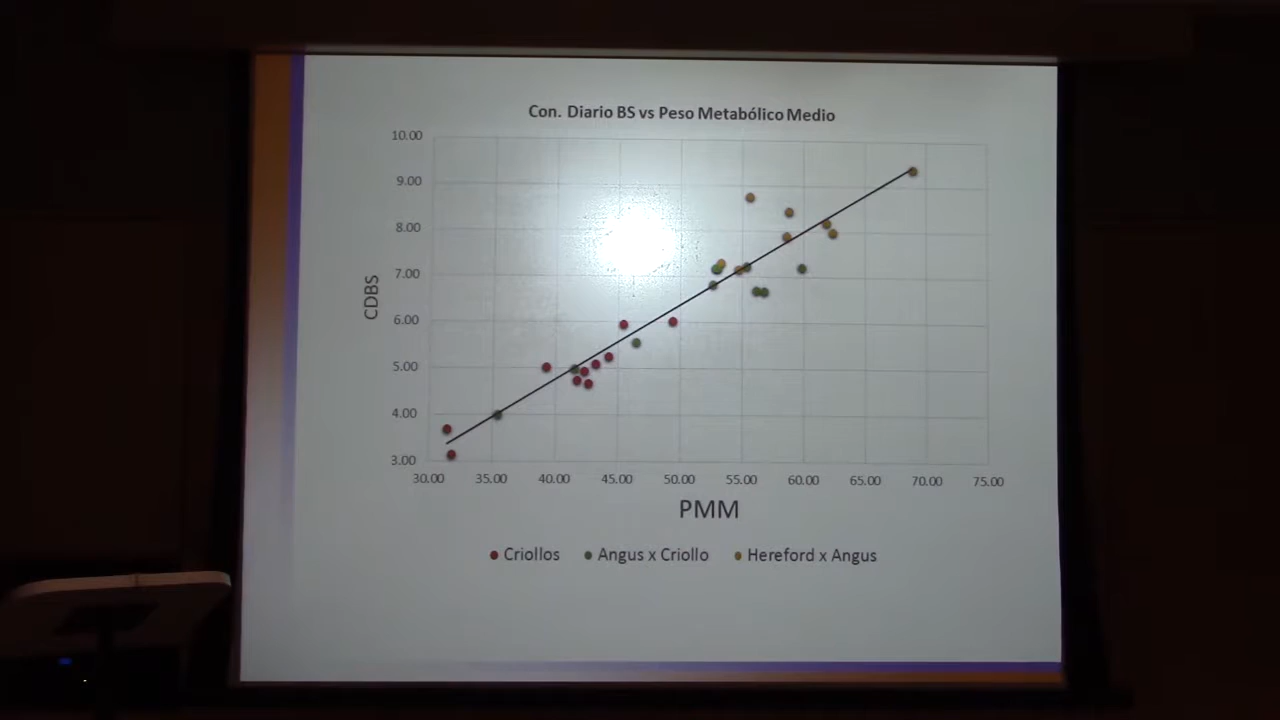 Con. Diario BS vs Peso Metabólico Medio
10.00
9.00
8.00
7.00
6.00
5.00
4.00
3.00
CDBS
30.00 35.00 40.00 45.00 50.00 55.00 60.00 65.00 70.00 75.00
PMM
Criollos Angus x Criollo Hereford x Angus